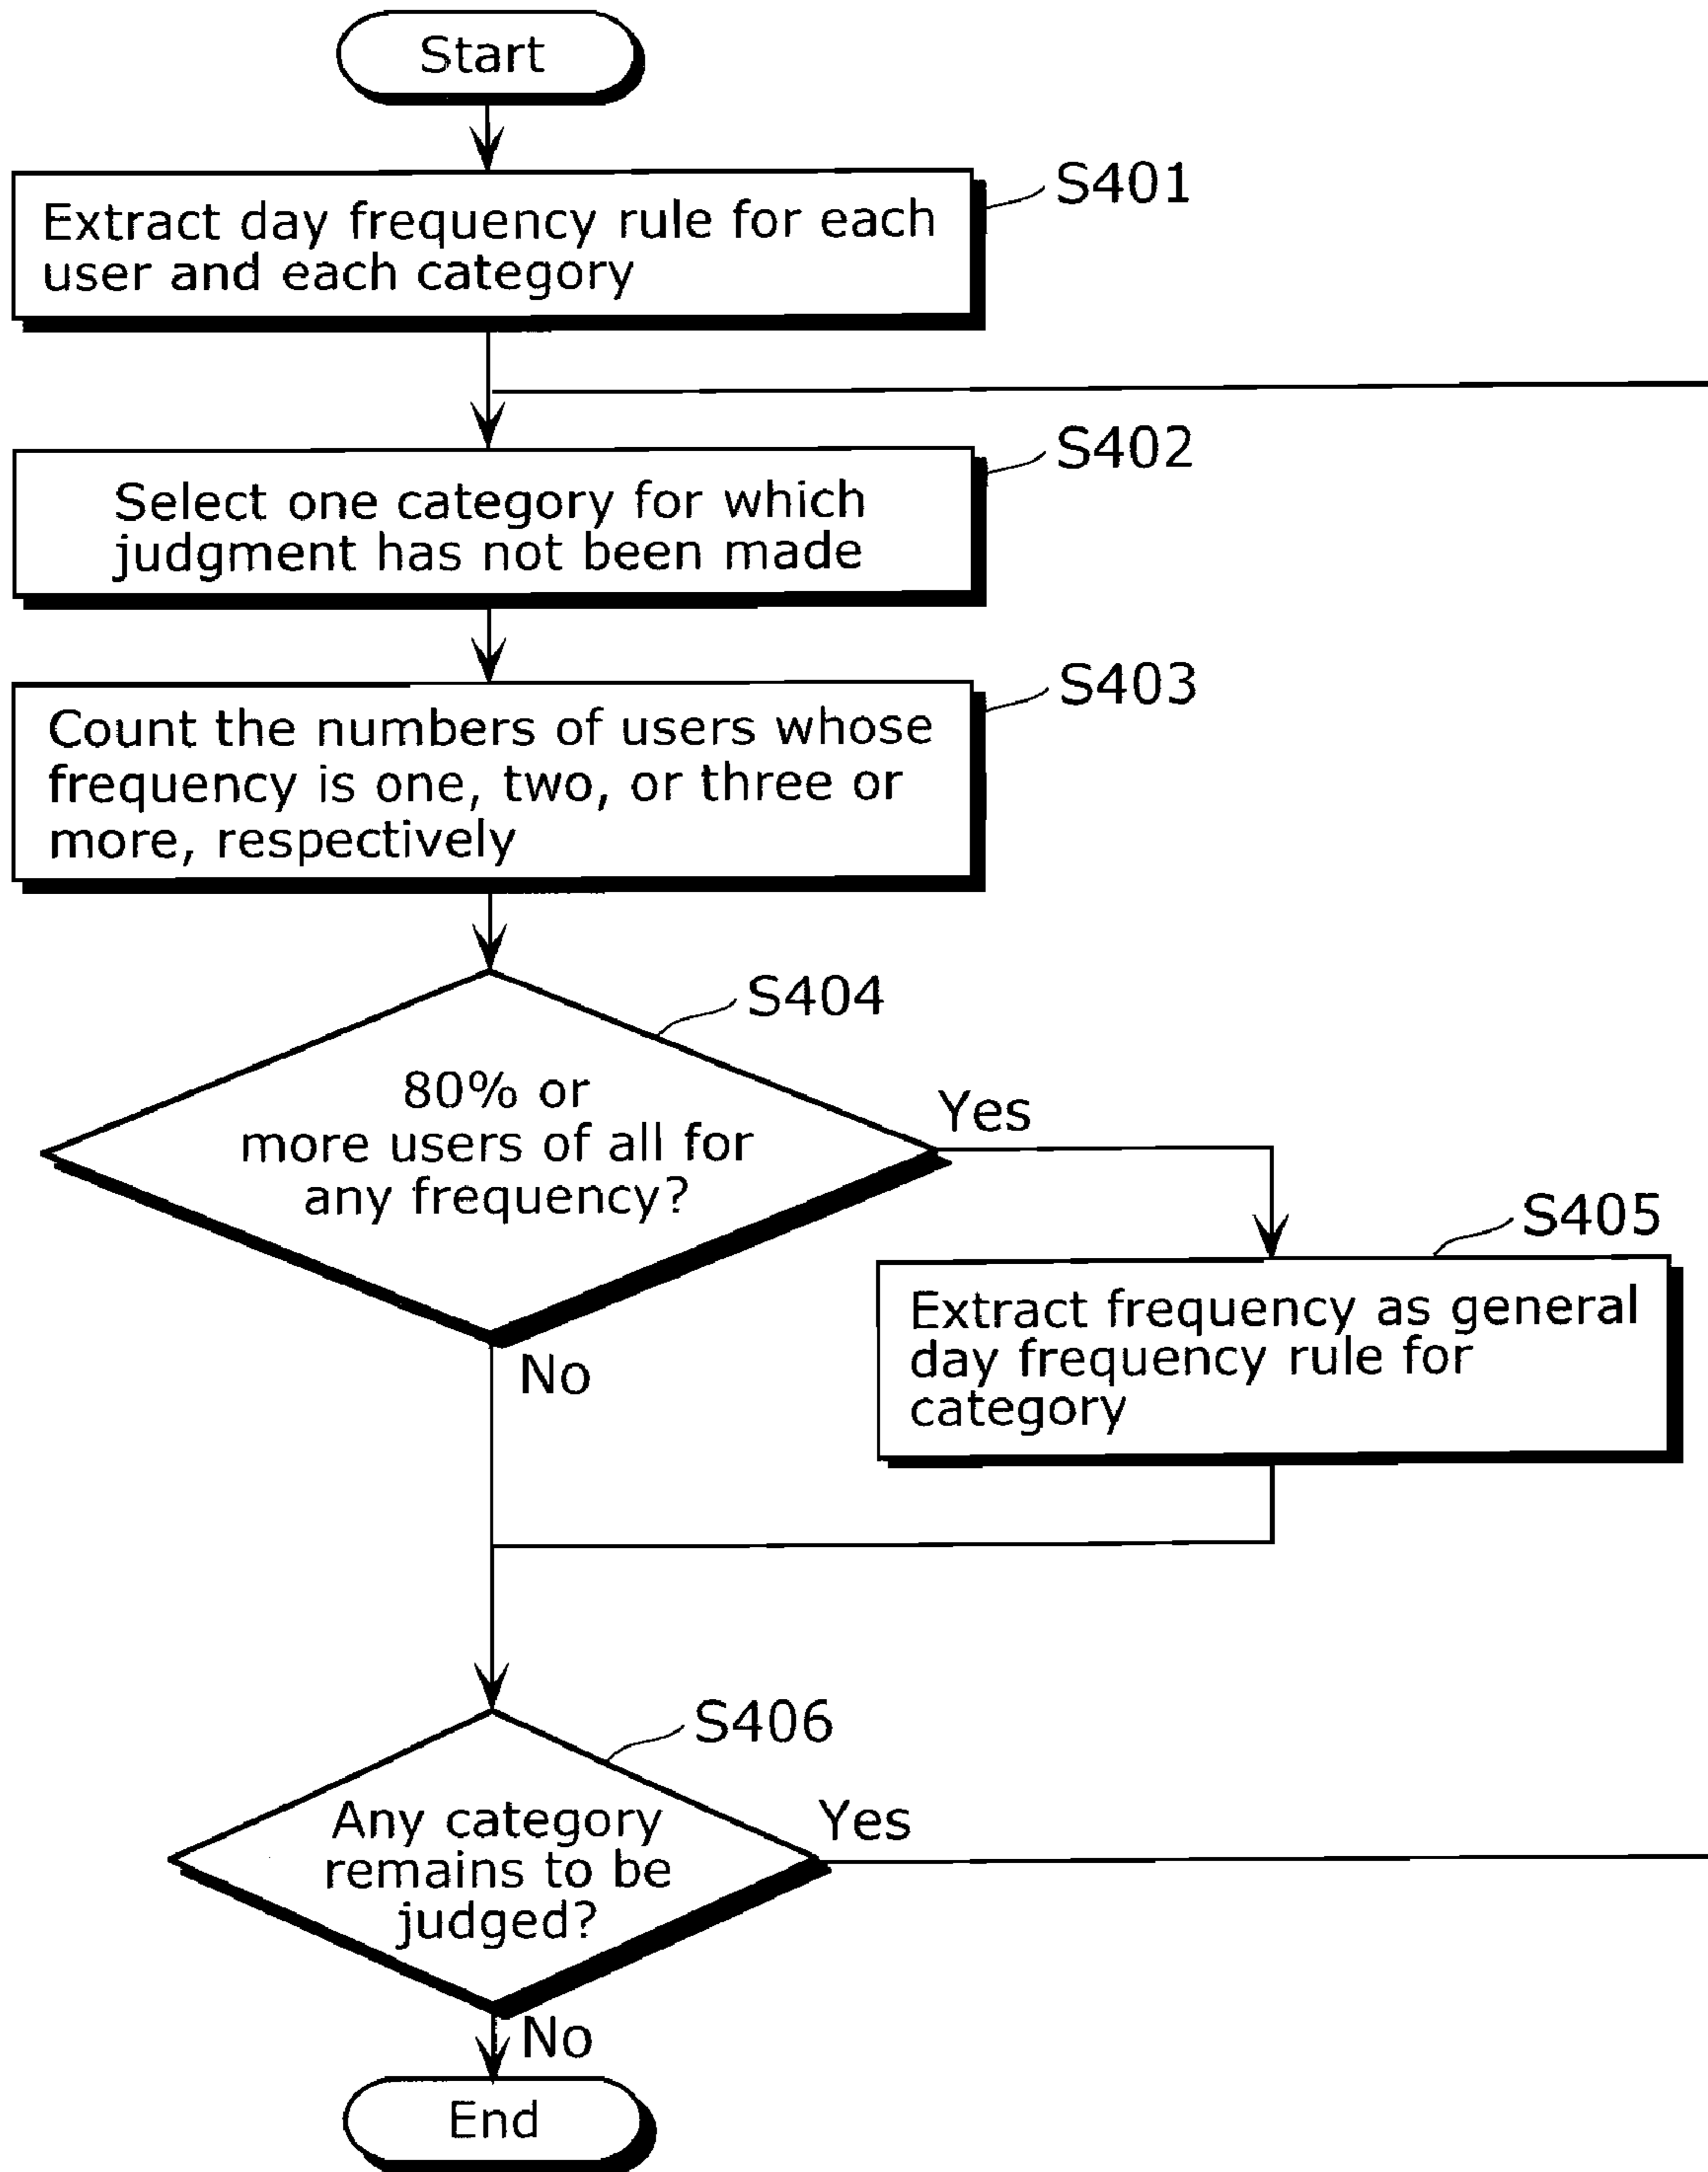 Start
S401
Extract day frequency rule for each
user and each category
S402
Select one category for which
judgment has not been made
S403
Count the numbers of users whose
frequency is one, two, or three or
more, respectively
S404
80% or
more users of all for
any frequency?
Yes
No
S405
Extract frequency as general
day frequency rule for
category
S406
Any category
remains to be
judged?
Yes
No
End